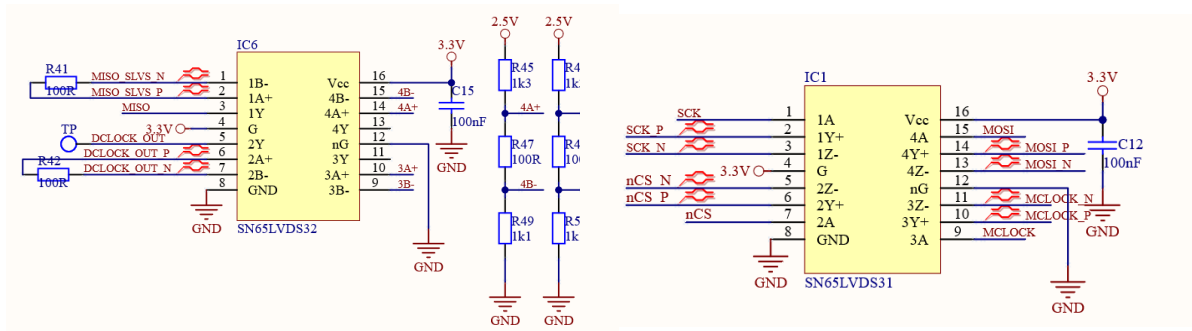 IC6
R41
100R
MISO_SLVS_N
MISO_SLVS_P
MISO
3.3V
TP
DCLOCK_OUT
DCLOCK_OUT_P
DCLOCK_OUT_N
R42
100R
GND
1 1B-
2 1A+
3 1Y
4 G
5 2Y
6 2A+
7 2B-
8 GND
Vcc 16
4B- 15 4B-
4A+ 14 4A+
4Y 13
nG 12
3Y 11
3A+ 10 3A+
3B- 9 3B-
SN65LVDS32
3.3V
C15
100nF
GND
GND
2.5V
R45
1k3
4A+
R47
100R
4B-
R49
1k1
GND
2.5V
GND
IC1
SCK
SCK_P
SCK_N
3.3V
nCS_N
nCS_P
nCS
GND
1 1A
2 1Y+
3 1Z-
4 G
5 2Z-
6 2Y+
7 2A
8 GND
Vcc 16
4A 15 MOSI
4Y+ 14 MOSI_P
4Z- 13 MOSI_N
nG 12
3Z- 11 MCLOCK_N
3Y+ 10 MCLOCK_P
3A 9 MCLOCK
SN65LVDS31
3.3V
C12
100nF
GND
GND